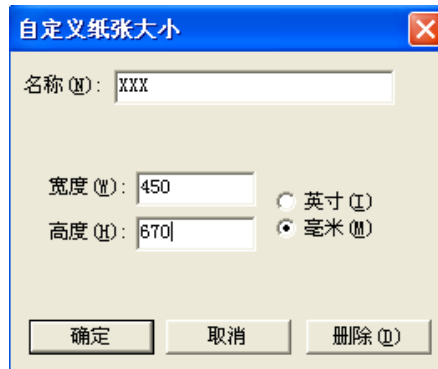 自定义纸张大小
名称(N): XXX
宽度(W): 450
英寸(I)
高度(H): 670
毫米(M)
确定 取消 删除(D)